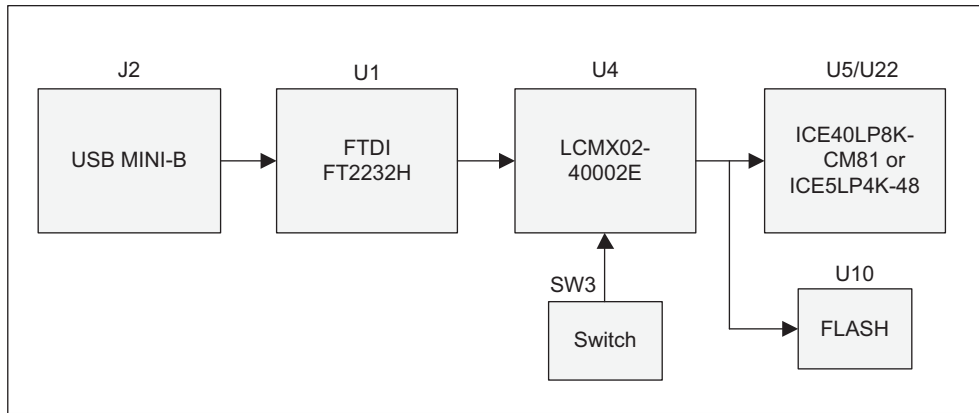 J2
U1
U4
U5/U22
USB MINI-B
FTDI
FT2232H
LCMX02-
40002E
ICE40LP8K-
CM81 or
ICE5LP4K-48
SW3
Switch
U10
FLASH